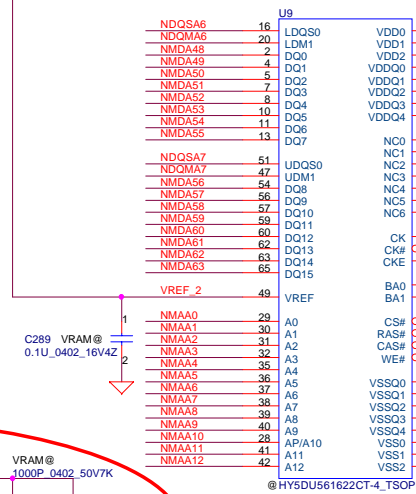 U9
NDQSA6 16 LDQS0 VDD0
NDQMA6 20 LDM1 VDD1
NMDA48 2 DQ0 VDD2
NMDA49 4 DQ1 VDDQ0
NMDA50 5 DQ2 VDDQ1
NMDA51 7 DQ3 VDDQ2
NMDA52 8 DQ4 VDDQ3
NMDA53 10 DQ5 VDDQ4
NMDA54 11 DQ6
NMDA55 13 DQ7 NC0
NC1
NDQSA7 51 UDQS0 NC2
NDQMA7 47 UDM1 NC3
NMDA56 54 DQ8 NC4
NMDA57 56 DQ9 NC5
NMDA58 57 DQ10 NC6
NMDA59 59 DQ11
NMDA60 60 DQ12 CK
NMDA61 62 DQ13 CK#
NMDA62 63 DQ14 CKE
NMDA63 65 DQ15
BA0
VREF_2 49 VREF BA1
NMAA0 29 A0 CS#
NMAA1 30 A1 RAS#
NMAA2 31 A2 CAS#
NMAA3 32 A3 WE#
NMAA4 35 A4
NMAA5 36 A5 VSSQ0
NMAA6 37 A6 VSSQ1
NMAA7 38 A7 VSSQ2
NMAA8 39 A8 VSSQ3
NMAA9 40 A9 VSSQ4
NMAA10 28 AP/A10 VSS0
NMAA11 41 A11 VSS1
NMAA12 42 A12 VSS2
@HY5DU561622CT-4_TSOP
1
C289 VRAM@
0.1U_0402_16V4Z
2
VRAM@
1000P_0402_50V7K